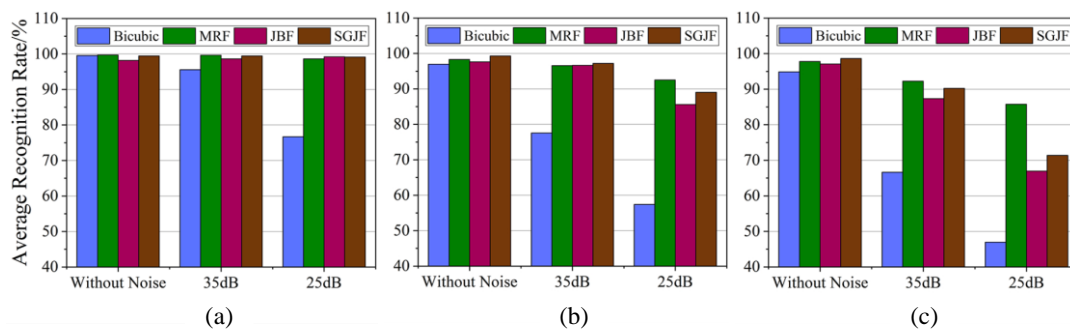 Average Recognition Rate/%
110
100
90
80
70
60
50
40
Bicubic MRF JBF SGJF
Without Noise 35dB 25dB
(a)
110
100
90
80
70
60
50
40
Bicubic MRF JBF SGJF
Without Noise 35dB 25dB
(b)
110
100
90
80
70
60
50
40
Bicubic MRF JBF SGJF
Without Noise 35dB 25dB
(c)